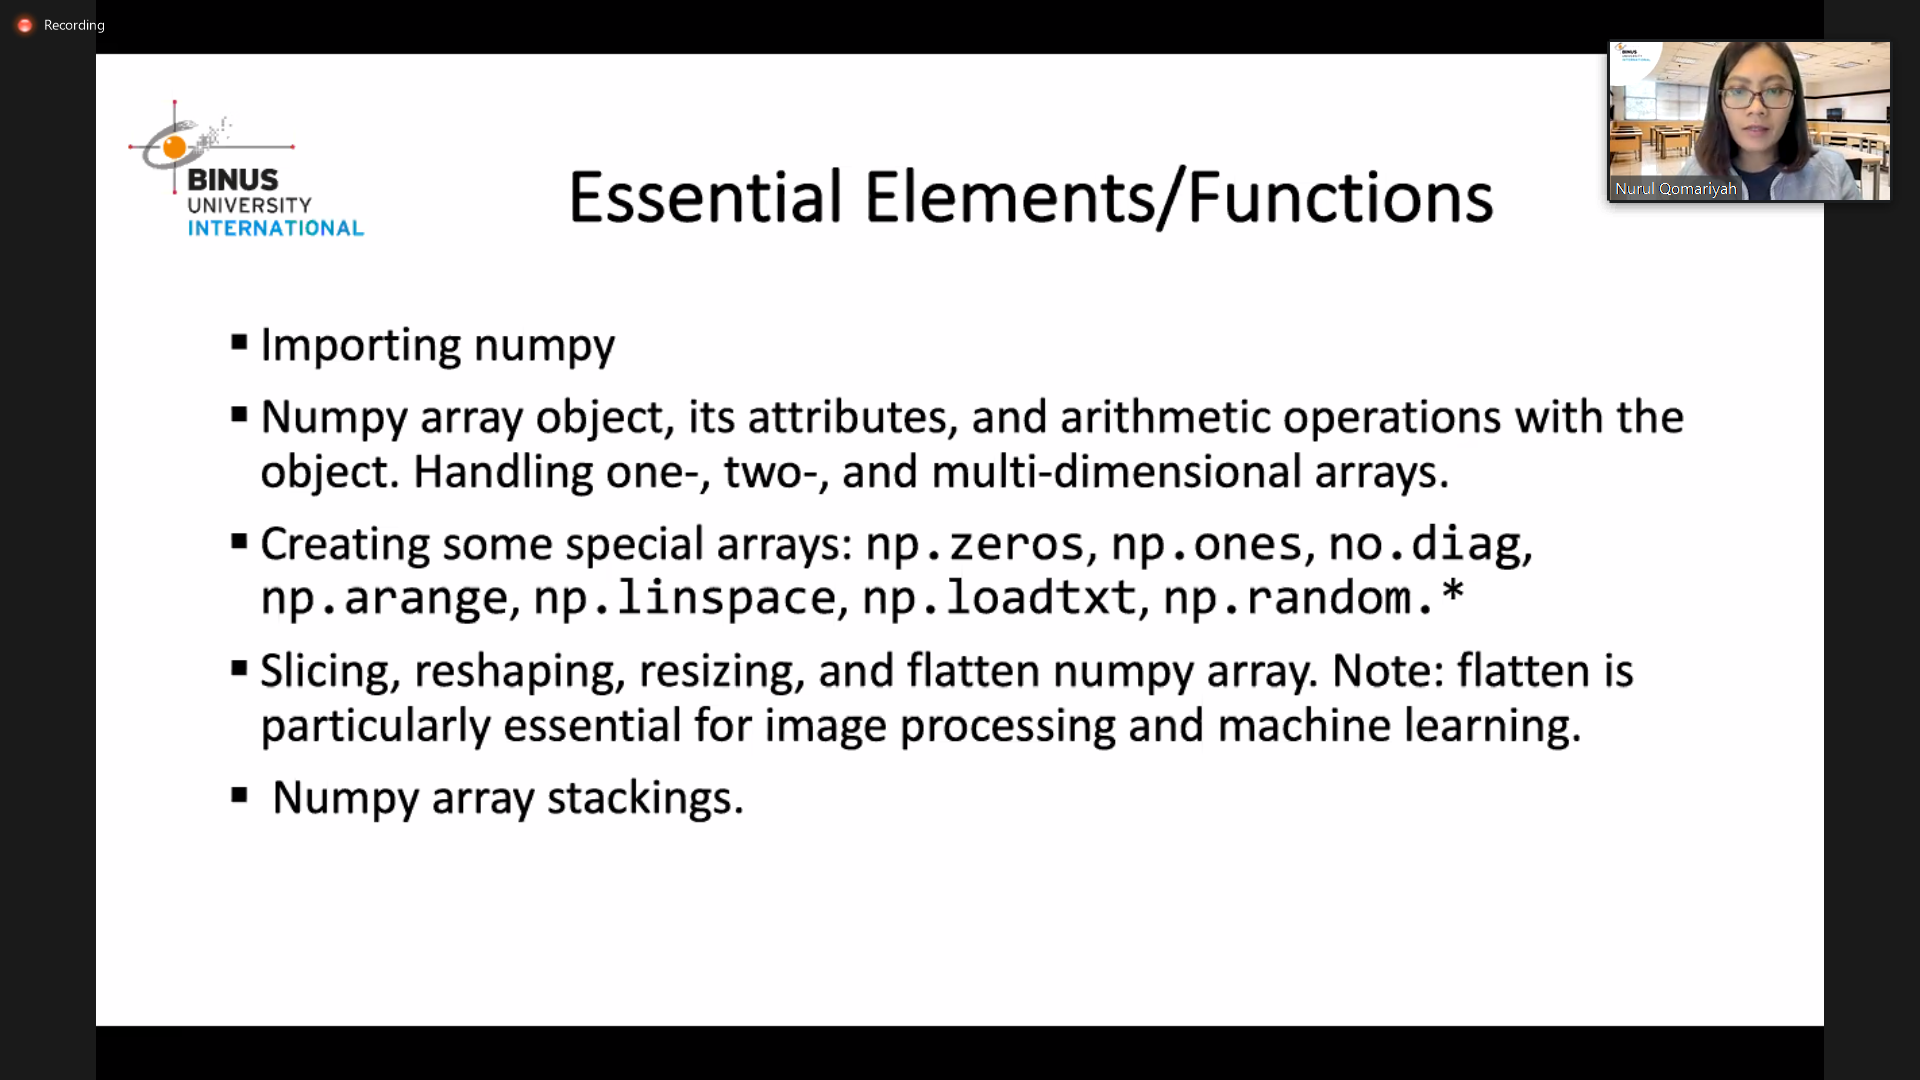 Recording
BINUS
UNIVERSITY
INTERNATIONAL
Essential Elements/Functions
BINUS
UNIVERSITY
INTERNATIONAL
Nurul Qomariyah
▪ Importing numpy
▪ Numpy array object, its attributes, and arithmetic operations with the
object. Handling one-, two-, and multi-dimensional arrays.
▪ Creating some special arrays: np.zeros, np.ones, no.diag,
np.arange, np.linspace, np.loadtxt, np.random.*
▪ Slicing, reshaping, resizing, and flatten numpy array. Note: flatten is
particularly essential for image processing and machine learning.
▪ Numpy array stackings.